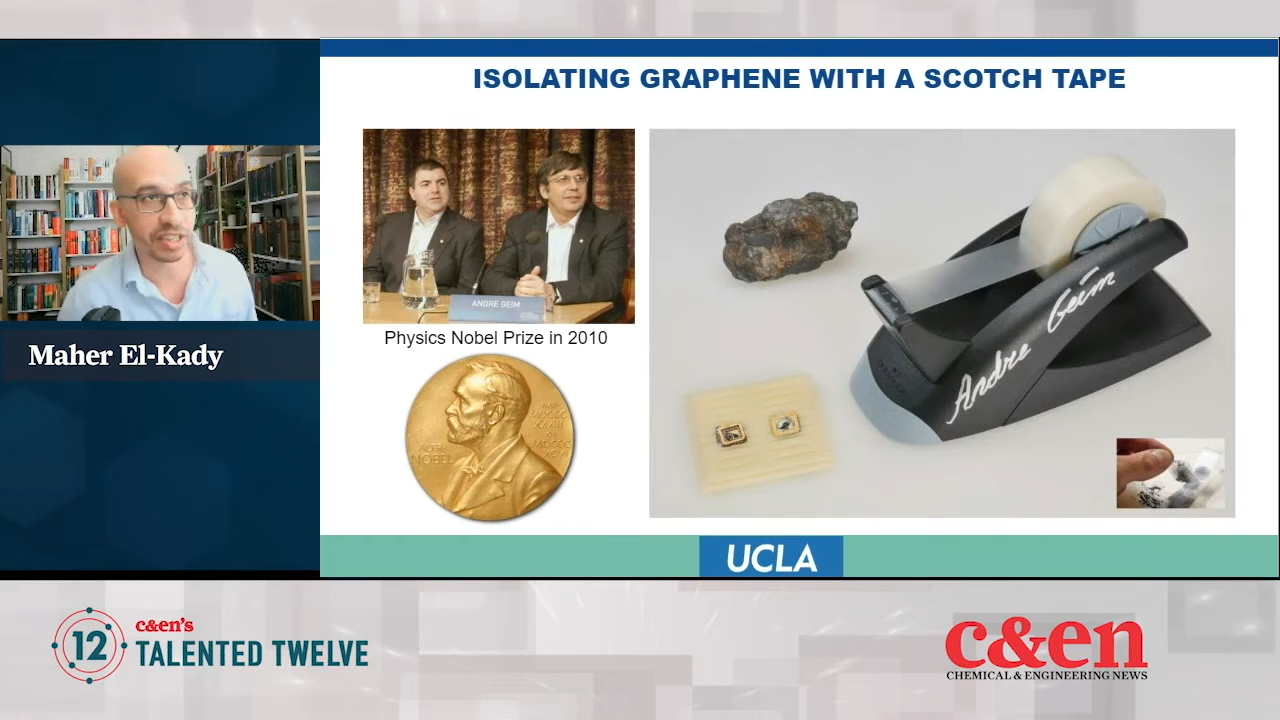 ISOLATING GRAPHENE WITH A SCOTCH TAPE
ANDRE GEIM
Physics Nobel Prize in 2010
Andre Geim
Maher El-Kady
UCLA
12
c&en's
TALENTED TWELVE
c&en
CHEMICAL & ENGINEERING NEWS